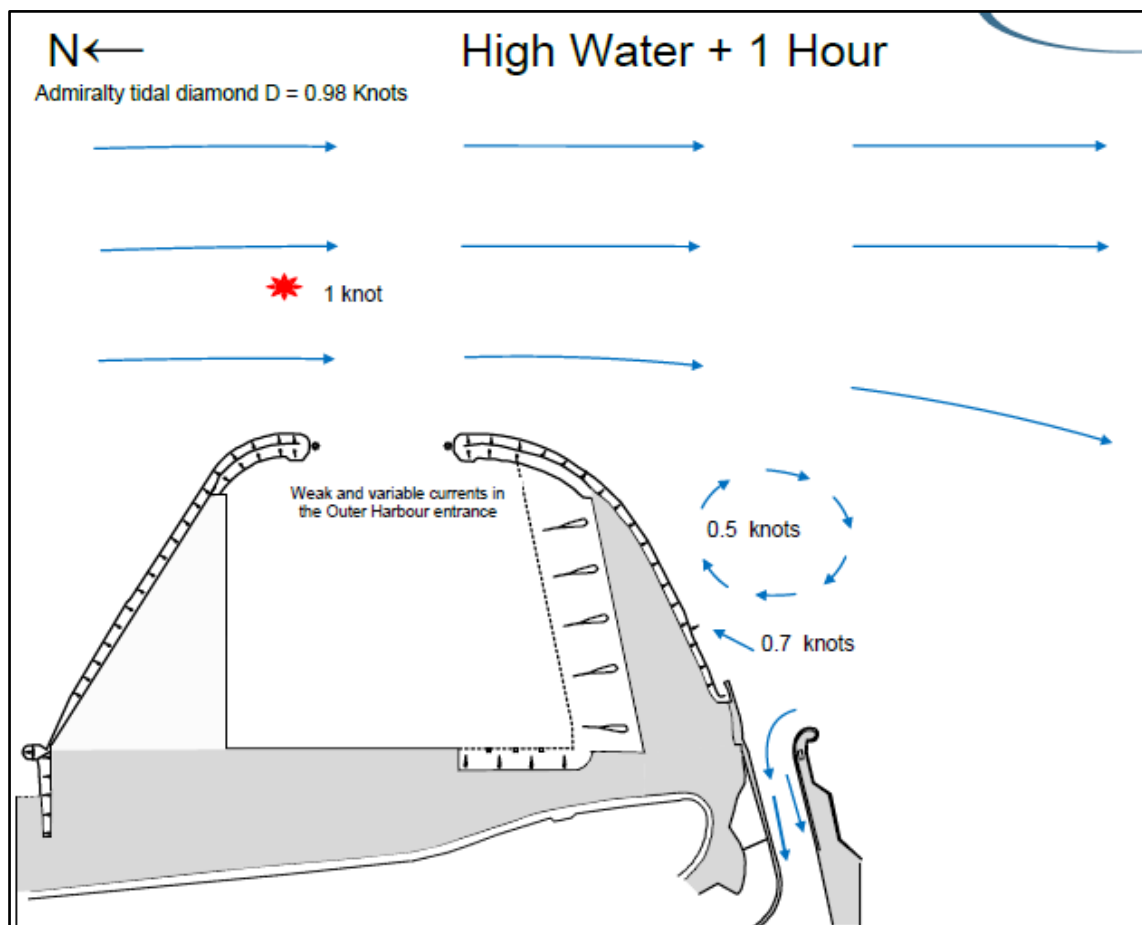 N←
High Water + 1 Hour
Admiralty tidal diamond D = 0.98 Knots
1 knot
Weak and variable currents in
the Outer Harbour entrance
0.5 knots
0.7 knots